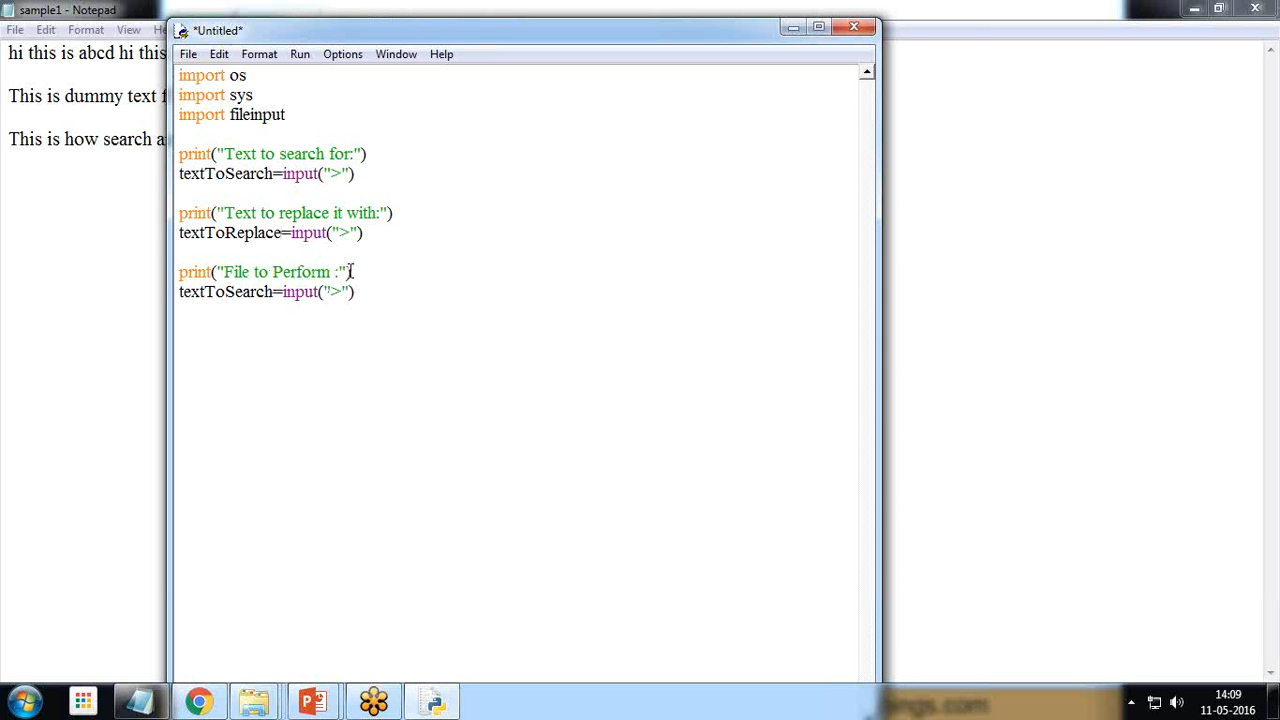 sample1 - Notepad
File Edit Format View He
hi this is abcd hi this
This is dummy text f
This is how search a
*Untitled*
File Edit Format Run Options Window Help
import os
import sys
import fileinput
print("Text to search for:")
textToSearch=input(">")
print("Text to replace it with:")
textToReplace=input(">")
print("File to Perform :")
textToSearch=input(">")
14:09
11-05-2016
ngs.com